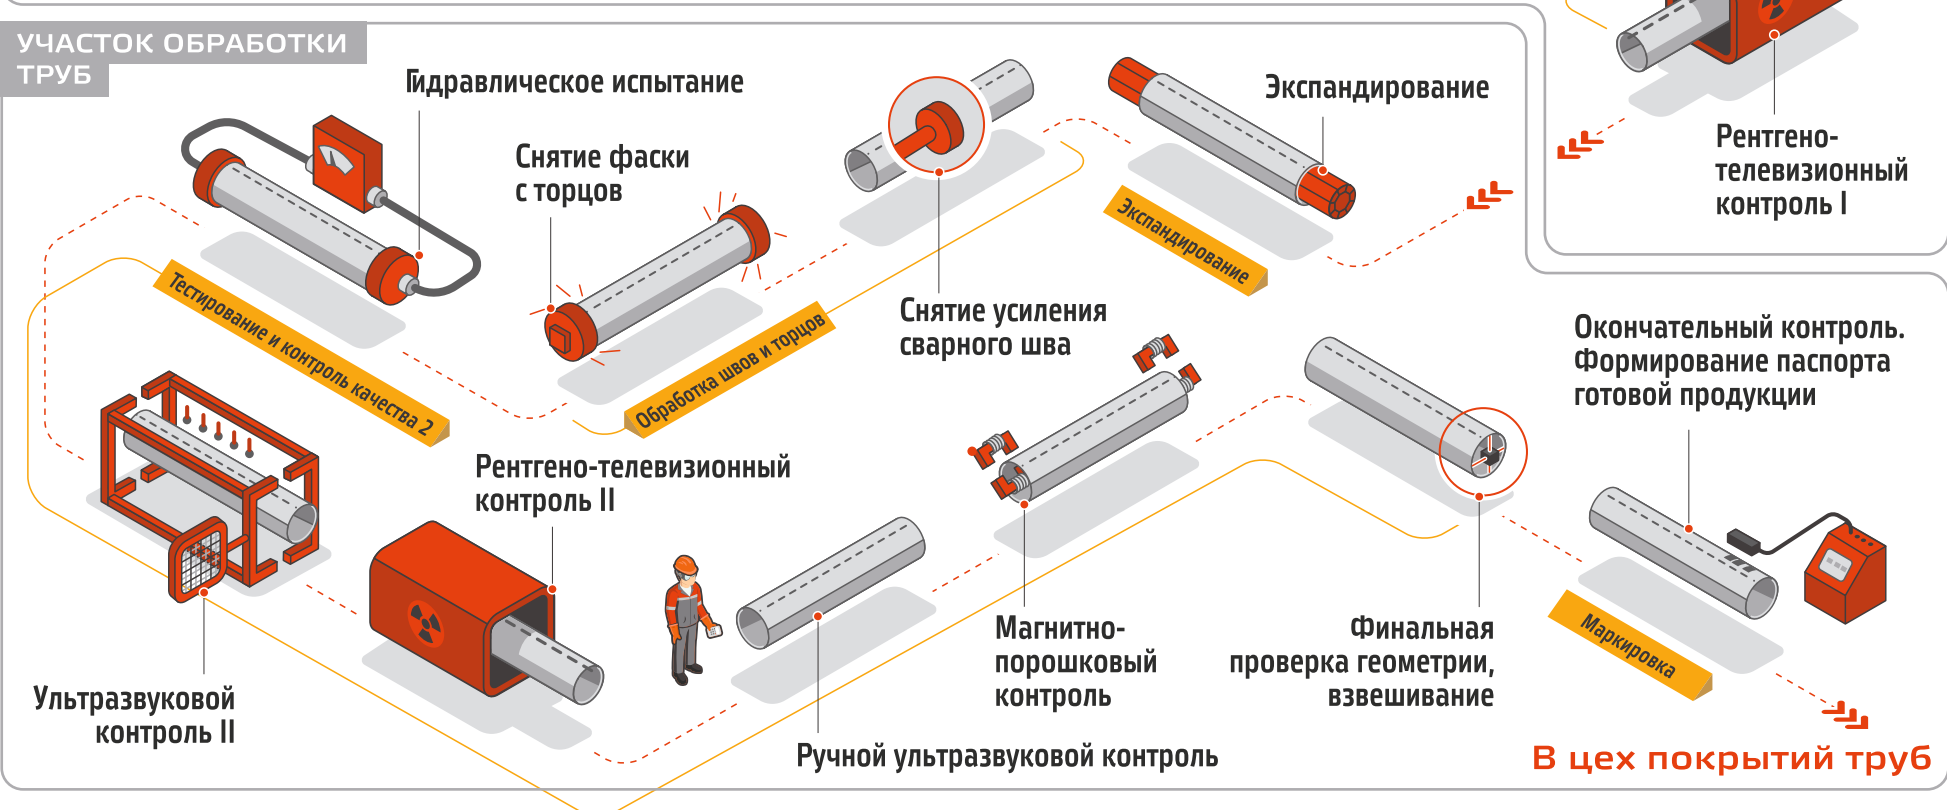 УЧАСТОК ОБРАБОТКИ
ТРУБ
Гидравлическое испытание
Снятие фаски
с торцов
Экспандирование
Рентгено-
телевизионный
контроль I
Экспандирование
Тестирование и контроль качества 2
Обработка швов и торцов
Снятие усиления
сварного шва
Окончательный контроль.
Формирование паспорта
готовой продукции
Рентгено-телевизионный
контроль II
Ультразвуковой
контроль II
Ручной ультразвуковой контроль
Магнитно-
порошковый
контроль
Финальная
проверка геометрии,
взвешивание
Маркировка
В цех покрытий труб